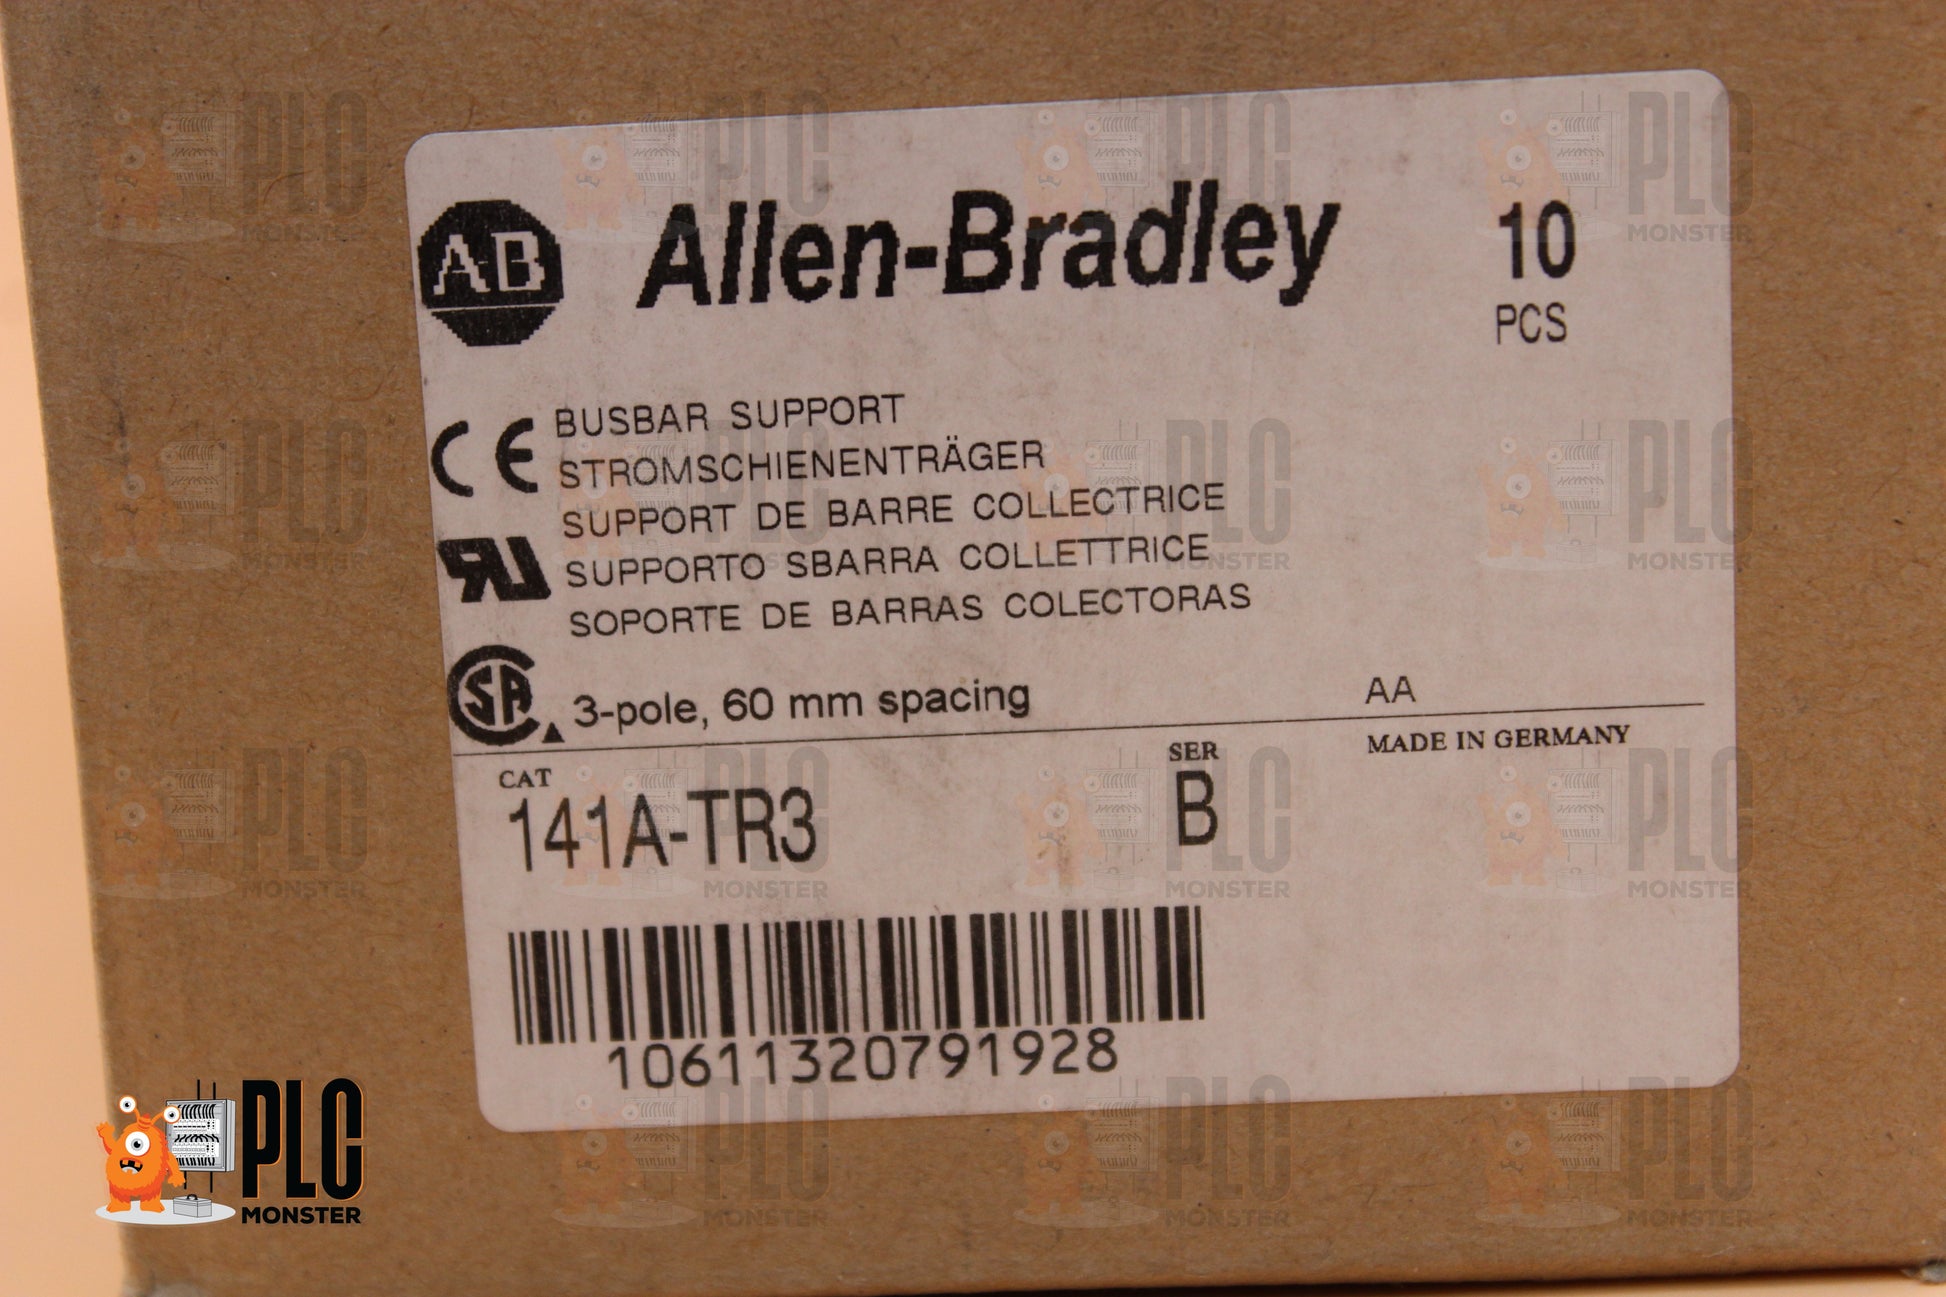 AB Allen-Bradley 10
PCS
CE
BUSBAR SUPPORT
STROMSCHIENENTRÄGER
SUPPORT DE BARRE COLLECTRICE
SUPPORTO SBARRA COLLETTRICE
SOPORTE DE BARRAS COLECTORAS
3-pole, 60 mm spacing AA
CAT SER MADE IN GERMANY
141A-TR3 B
10611320791928
PLC
MONSTER